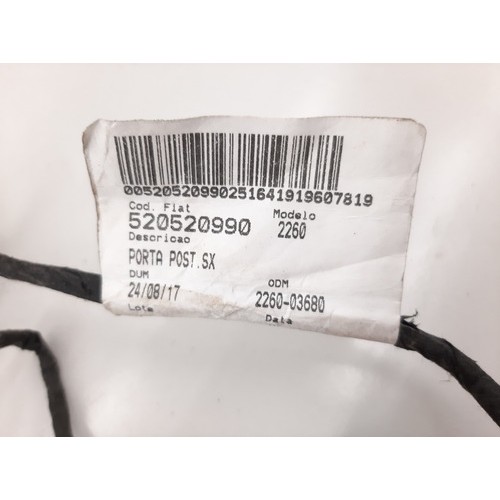 00520520990251641919607819
Cod. Fiat Modelo
520520990 2260
Descricao
PORTA POST.SX
DUM ODM
24/08/17 2260-03680
Lote Data